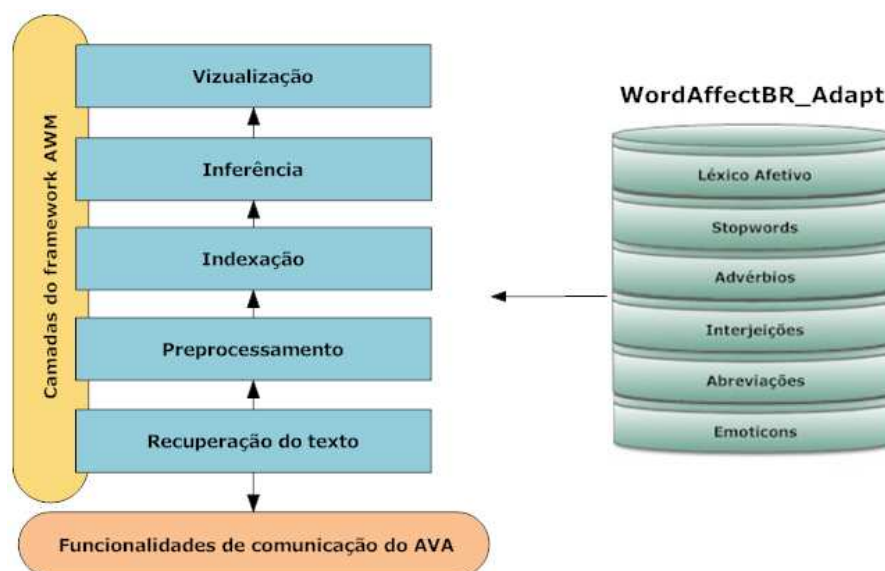 Camadas do framework AWM
Vizualização
Inferência
Indexação
Preprocessamento
Recuperação do texto
Funcionalidades de comunicação do AVA
WordAffectBR_Adapt
Léxico Afetivo
Stopwords
Advérbios
Interjeições
Abreviações
Emoticons